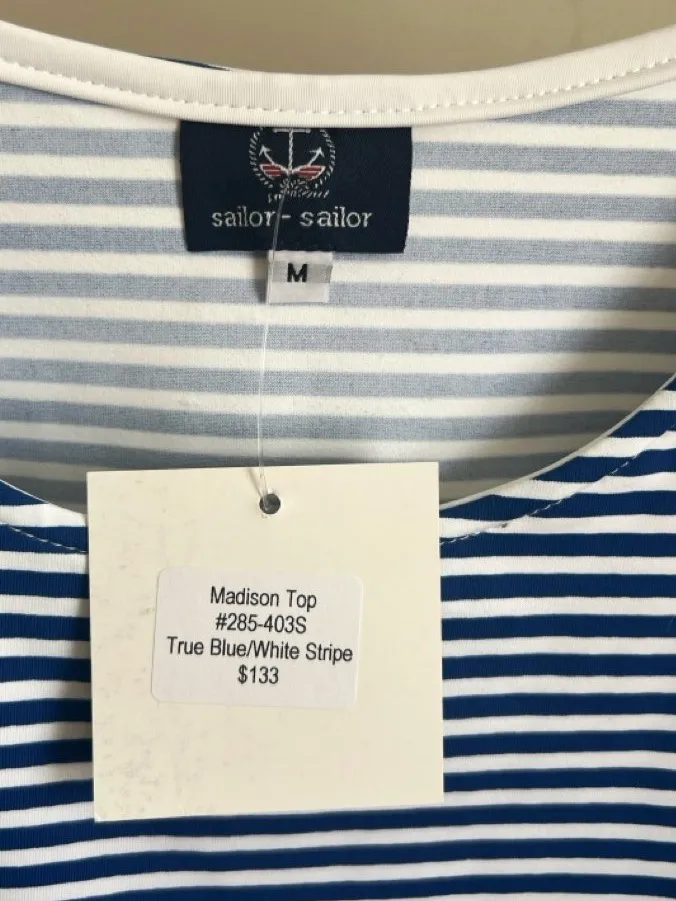 sailor-sailor
M
Madison Top
#285-403S
True Blue/White Stripe
$133